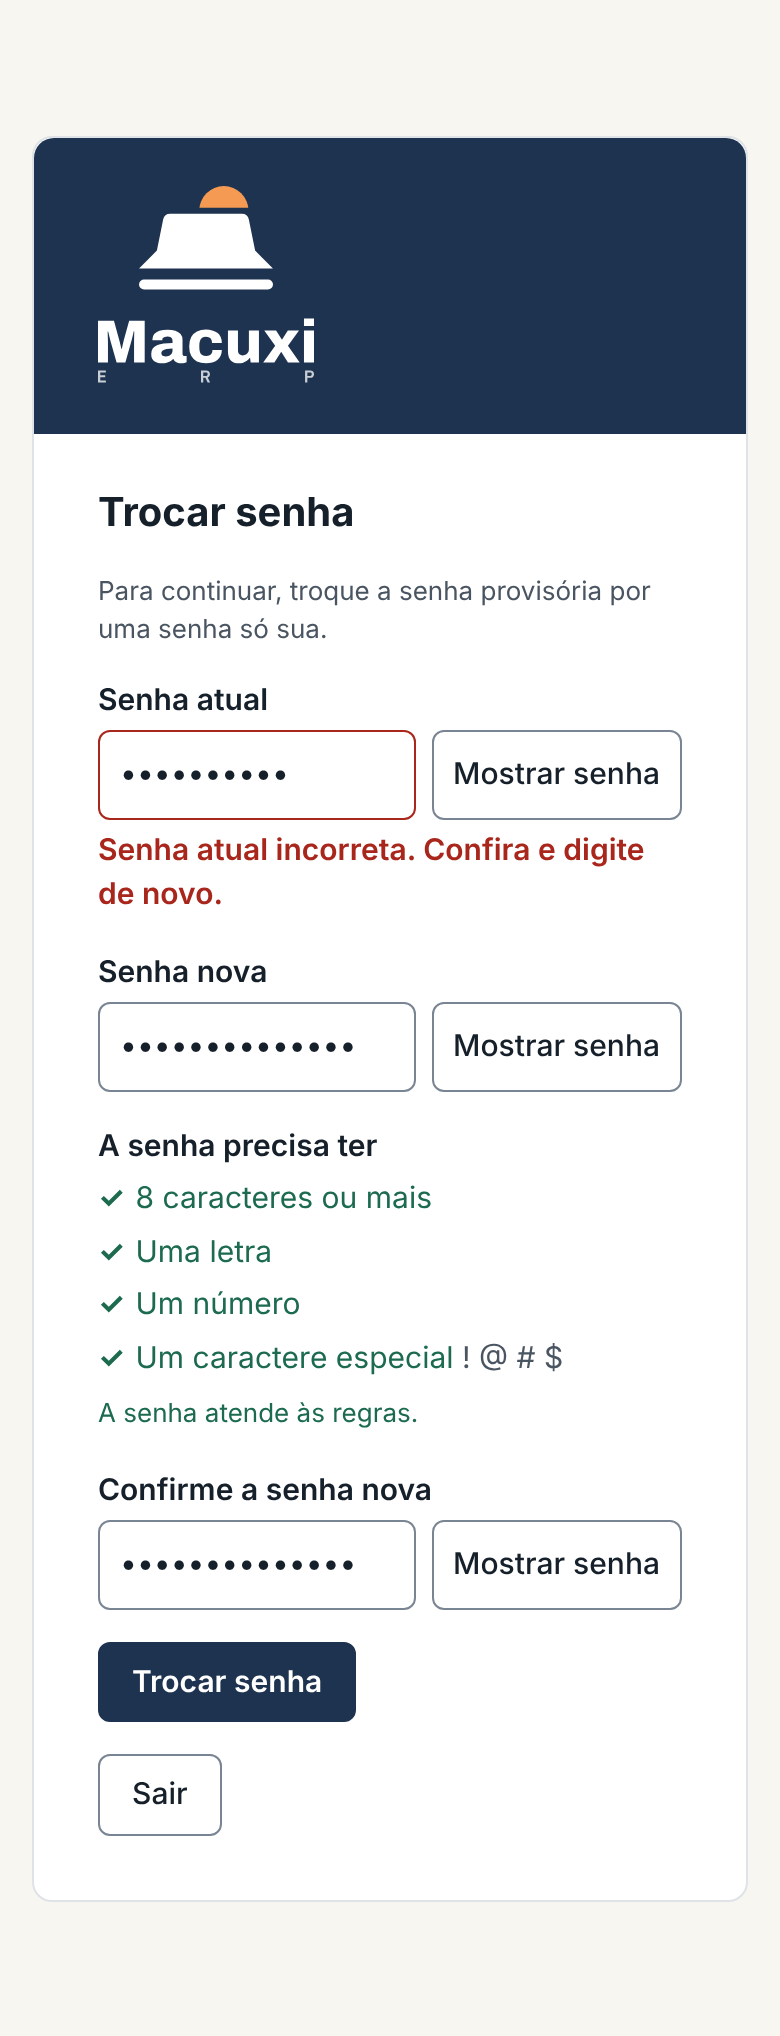 Macuxi
E R P
Trocar senha
Para continuar, troque a senha provisória por
uma senha só sua.
Senha atual
•••••••••• Mostrar senha
Senha atual incorreta. Confira e digite
de novo.
Senha nova
•••••••••••••• Mostrar senha
A senha precisa ter
✓ 8 caracteres ou mais
✓ Uma letra
✓ Um número
✓ Um caractere especial ! @ # $
A senha atende às regras.
Confirme a senha nova
•••••••••••••• Mostrar senha
Trocar senha
Sair